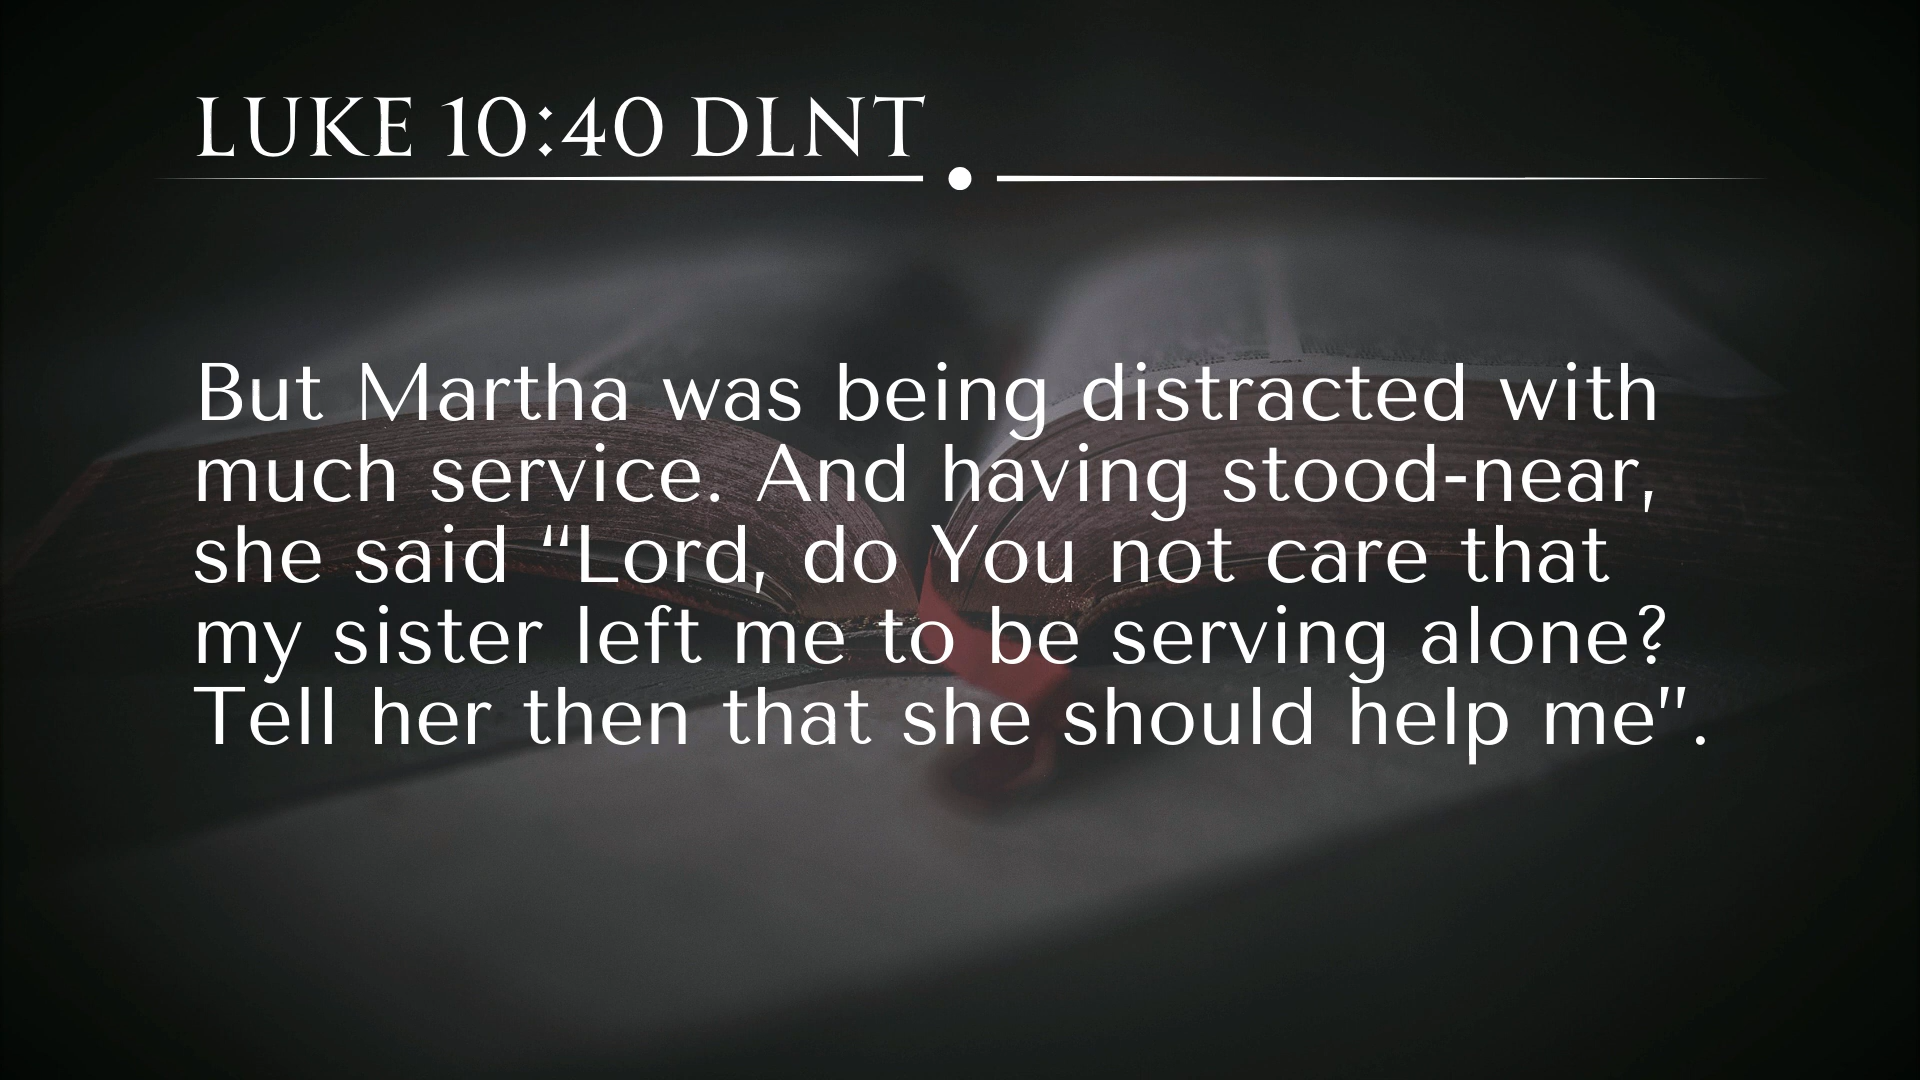 LUKE 10:40 DLNT
But Martha was being distracted with
much service. And having stood-near,
she said “Lord, do You not care that
my sister left me to be serving alone?
Tell her then that she should help me”.